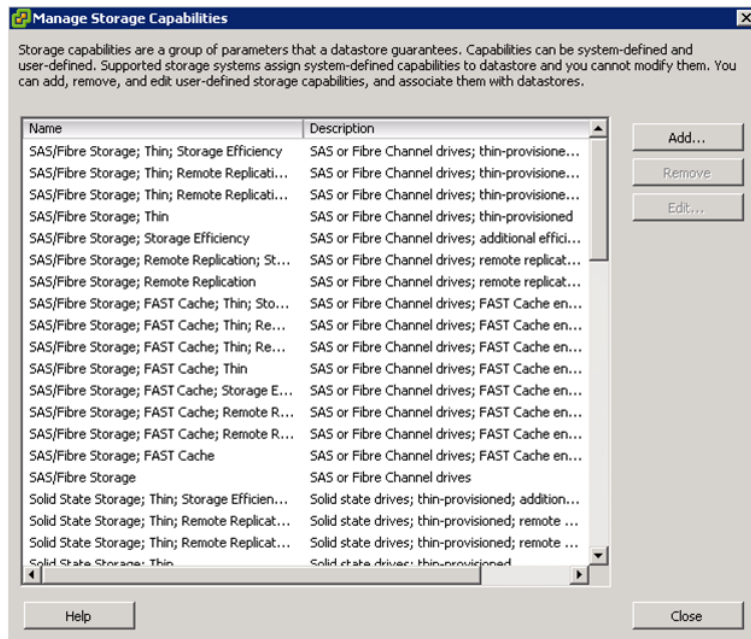 Manage Storage Capabilities
Storage capabilities are a group of parameters that a datastore guarantees. Capabilities can be system-defined and
user-defined. Supported storage systems assign system-defined capabilities to datastore and you cannot modify them. You
can add, remove, and edit user-defined storage capabilities, and associate them with datastores.
Name Description
SAS/Fibre Storage; Thin; Storage Efficiency SAS or Fibre Channel drives; thin-provisione...
SAS/Fibre Storage; Thin; Remote Replicati... SAS or Fibre Channel drives; thin-provisione...
SAS/Fibre Storage; Thin; Remote Replicati... SAS or Fibre Channel drives; thin-provisione...
SAS/Fibre Storage; Thin SAS or Fibre Channel drives; thin-provisioned
SAS/Fibre Storage; Storage Efficiency SAS or Fibre Channel drives; additional effici...
SAS/Fibre Storage; Remote Replication; St... SAS or Fibre Channel drives; remote replicat...
SAS/Fibre Storage; Remote Replication SAS or Fibre Channel drives; remote replicat...
SAS/Fibre Storage; FAST Cache; Thin; Sto... SAS or Fibre Channel drives; FAST Cache en...
SAS/Fibre Storage; FAST Cache; Thin; Re... SAS or Fibre Channel drives; FAST Cache en...
SAS/Fibre Storage; FAST Cache; Thin; Re... SAS or Fibre Channel drives; FAST Cache en...
SAS/Fibre Storage; FAST Cache; Thin SAS or Fibre Channel drives; FAST Cache en...
SAS/Fibre Storage; FAST Cache; Storage E... SAS or Fibre Channel drives; FAST Cache en...
SAS/Fibre Storage; FAST Cache; Remote R... SAS or Fibre Channel drives; FAST Cache en...
SAS/Fibre Storage; FAST Cache; Remote R... SAS or Fibre Channel drives; FAST Cache en...
SAS/Fibre Storage; FAST Cache SAS or Fibre Channel drives; FAST Cache en...
SAS/Fibre Storage SAS or Fibre Channel drives
Solid State Storage; Thin; Storage Efficien... Solid state drives; thin-provisioned; addition...
Solid State Storage; Thin; Remote Replicat... Solid state drives; thin-provisioned; remote ...
Solid State Storage; Thin; Remote Replicat... Solid state drives; thin-provisioned; remote ...
Solid State Storage; Thin Solid state drives; thin-provisioned
Add...
Remove
Edit...
Help
Close